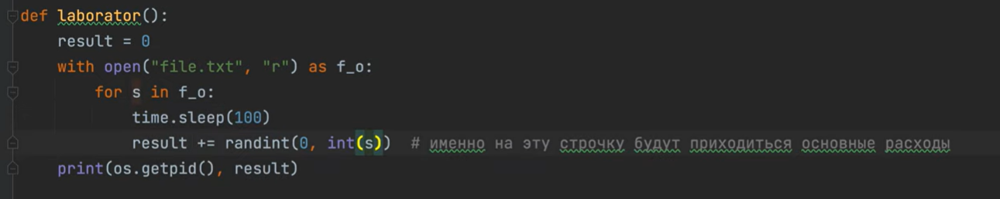 def laborator():
    result = 0
    with open("file.txt", "r") as f_o:
        for s in f_o:
            time.sleep(100)
            result += randint(0, int(s))  # именно на эту строчку будут приходиться основные расходы
    print(os.getpid(), result)